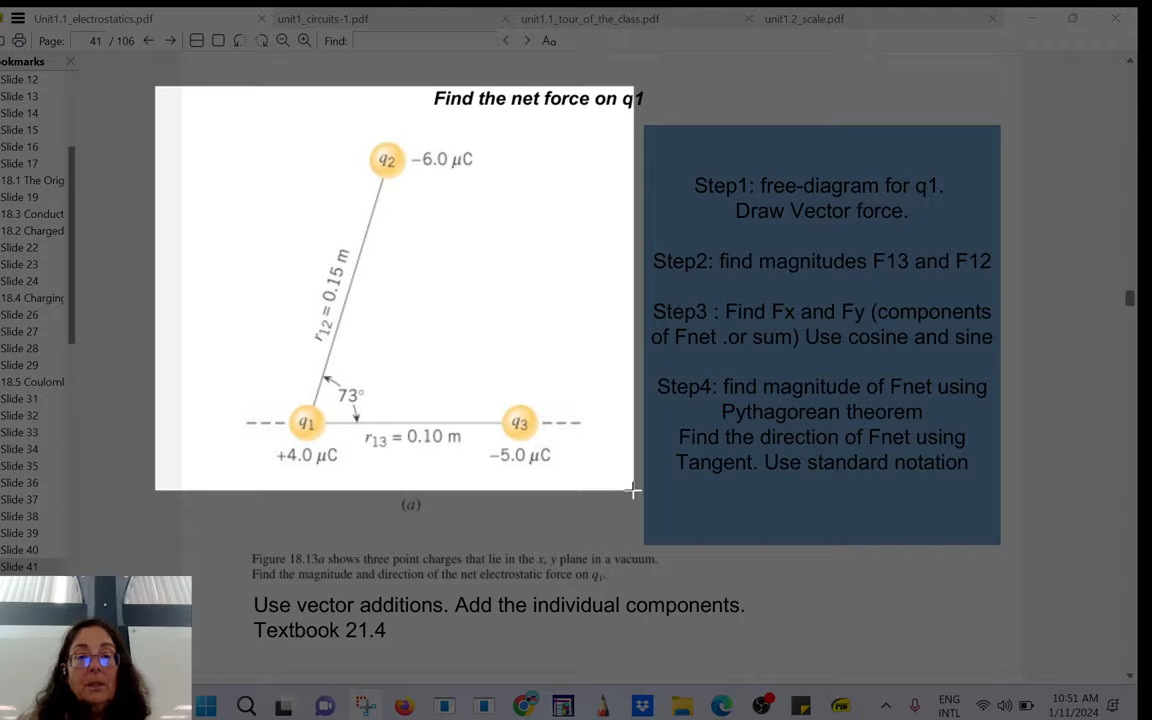 Unit1.1_electrostatics.pdf
unit1_circuits-1.pdf
unit1.1_tour_of_the_class.pdf
unit1.2_scale.pdf
Page: 41 / 106
Find:
Aa
ookmarks
Slide 12
Slide 13
Slide 14
Slide 15
Slide 16
Slide 17
18.1 The Orig
Slide 19
18.3 Conduct
18.2 Charged
Slide 22
Slide 23
Slide 24
18.4 Charging
Slide 26
Slide 27
Slide 28
Slide 29
18.5 Coulomb
Slide 31
Slide 32
Slide 33
Slide 34
Slide 35
Slide 36
Slide 37
Slide 38
Slide 39
Slide 40
Slide 41
Find the net force on q1
q2 −6.0 μC
r12 = 0.15 m
73°
q1
q3
r13 = 0.10 m
+4.0 μC
−5.0 μC
(a)
Step1: free-diagram for q1.
Draw Vector force.
Step2: find magnitudes F13 and F12
Step3 : Find Fx and Fy (components
of Fnet .or sum) Use cosine and sine
Step4: find magnitude of Fnet using
Pythagorean theorem
Find the direction of Fnet using
Tangent. Use standard notation
Figure 18.13a shows three point charges that lie in the x, y plane in a vacuum.
Find the magnitude and direction of the net electrostatic force on q1.
Use vector additions. Add the individual components.
Textbook 21.4
ENG
INTL
10:51 AM
1/11/2024